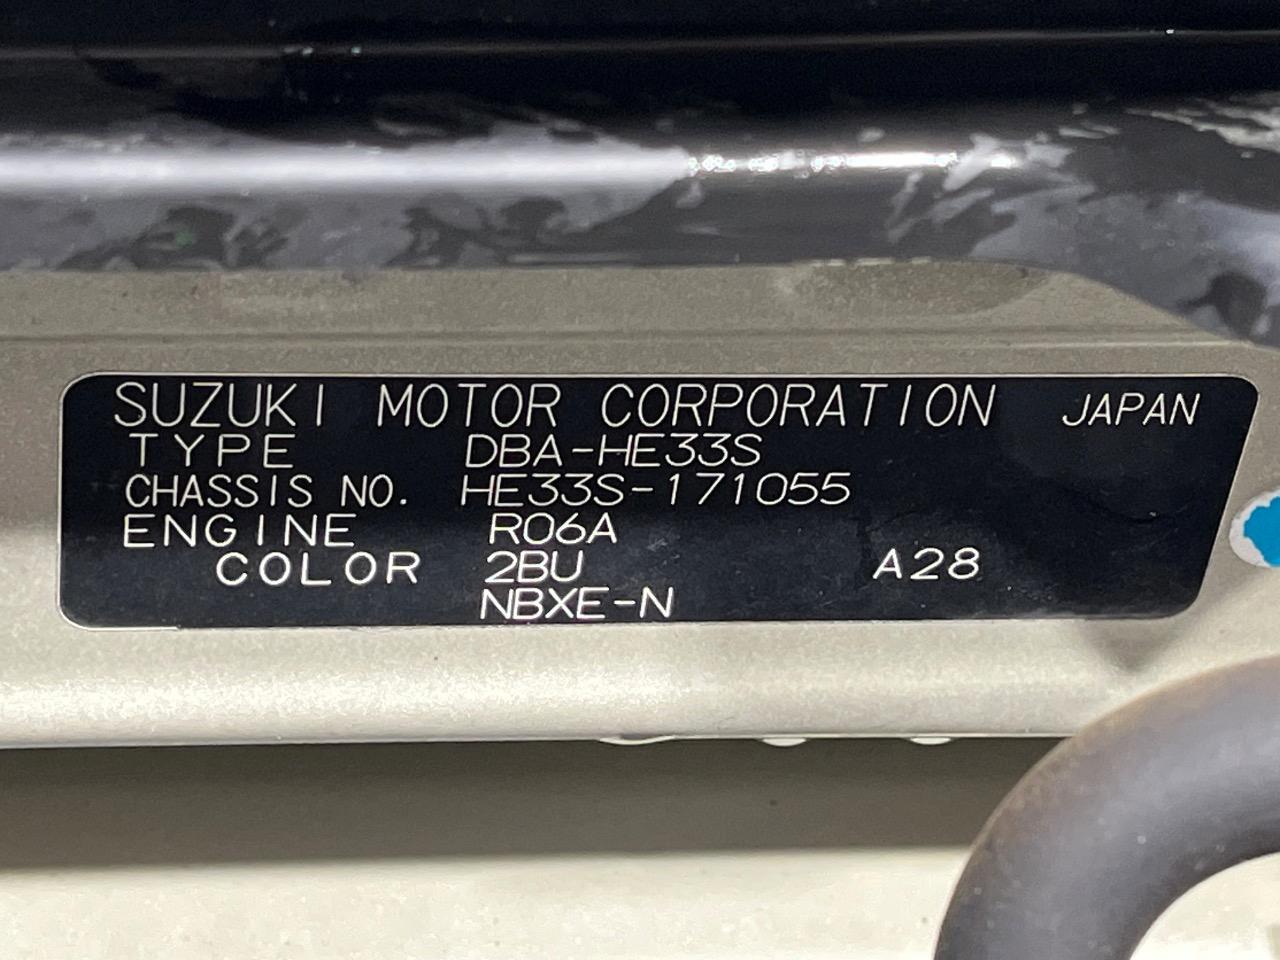 SUZUKI MOTOR CORPORATION JAPAN
TYPE DBA-HE33S
CHASSIS NO. HE33S-171055
ENGINE R06A
COLOR 2BU A28
NBXE-N